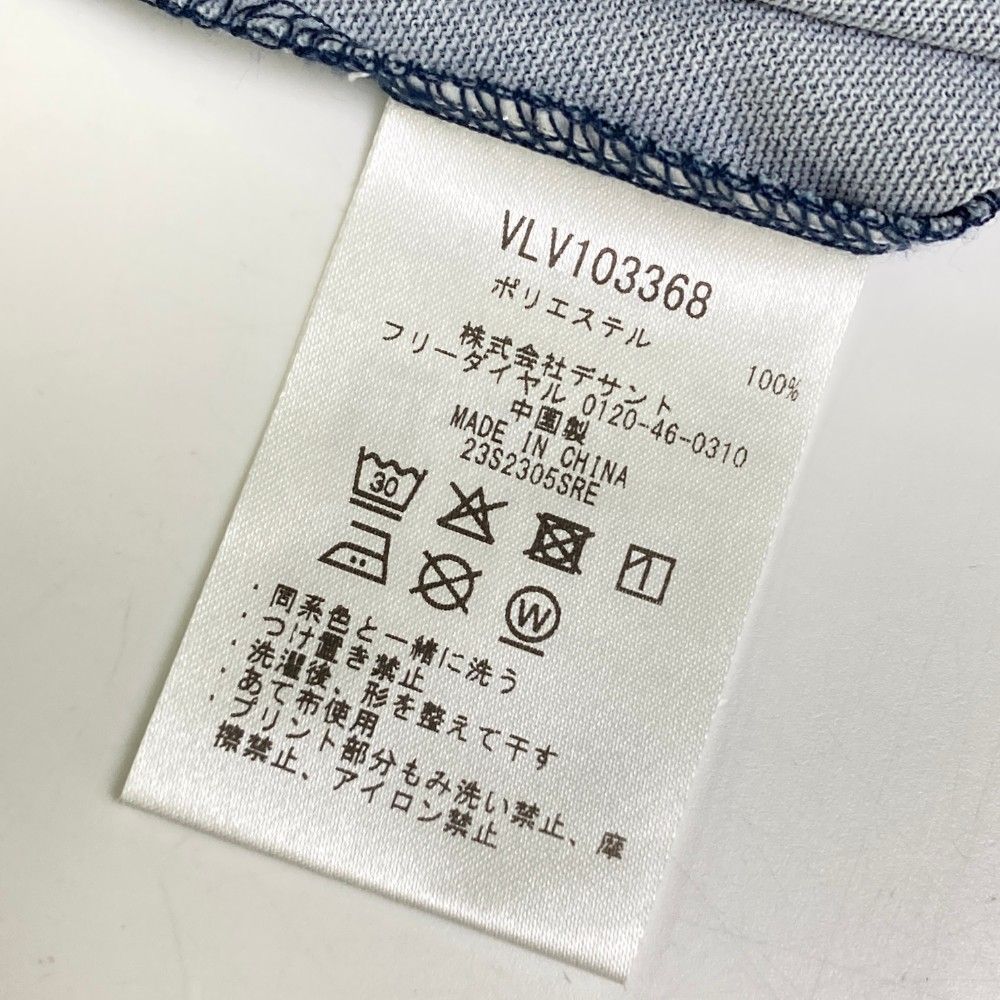 VLV103368
ポリエステル 100%
株式会社デサント
フリーダイヤル 0120-46-0310
中国製
MADE IN CHINA
23S2305SRE
30
W
・同系色と一緒に洗う
・つけ置き禁止
・洗濯後、形を整えて干す
・あて布使用
・プリント部分もみ洗い禁止、摩
擦禁止、アイロン禁止